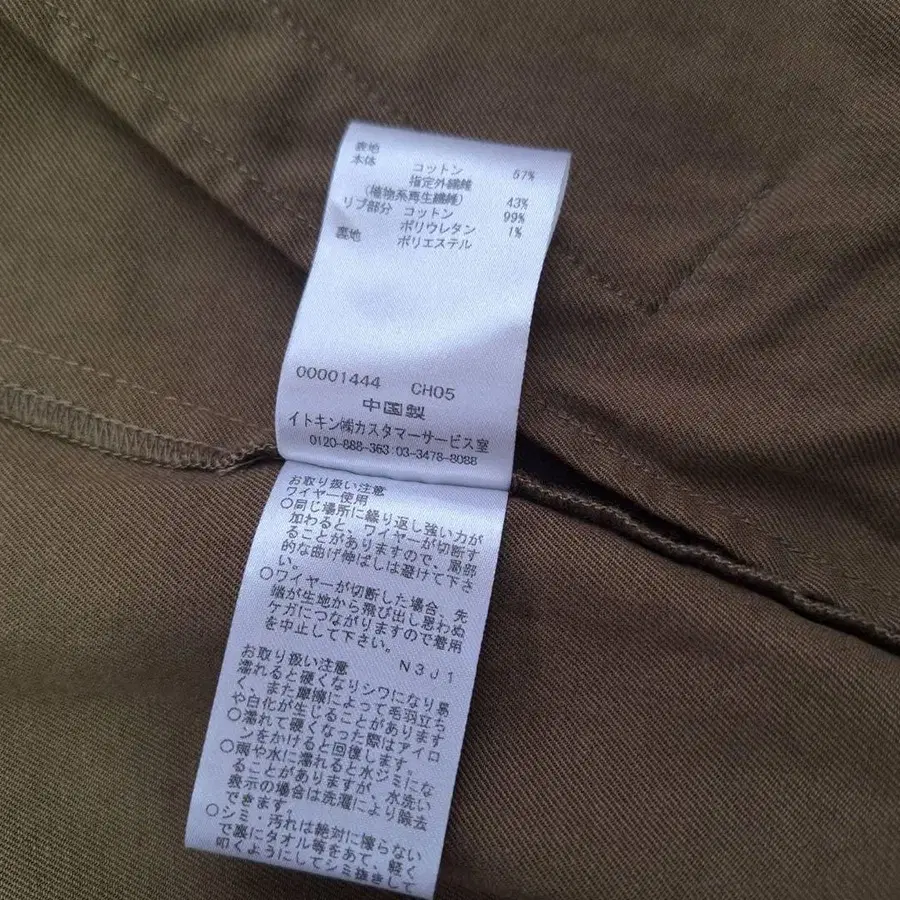 表地
本体 コットン 57%
指定外繊維
(植物系再生繊維) 43%
リブ部分 コットン 99%
ポリウレタン 1%
裏地 ポリエステル
00001444 CH05
中国製
イトキン㈱カスタマーサービス室
0120-888-363:03-3478-8088
お取り扱い注意
ワイヤー使用
○同じ場所に繰り返し強い力が
加わると、ワイヤーが切断す
ることがありますので、局部
的な曲げ伸ばしは避けて下さ
い。
○ワイヤーが切断した場合、先
端が生地から飛び出し思わぬ
ケガにつながりますので着用
を中止して下さい。
お取り扱い注意 N3J1
濡れると硬くなりシワになり易
く、また摩擦によって毛羽立ち
や白化が生じることがあります
○濡れて硬くなった際はアイロ
ンをかけると回復します。
○雨や水に濡れると水ジミにな
ることがありますが、水洗い
表示の場合は洗濯により除去
できます。
○シミ・汚れは絶対に擦らない
で裏にタオル等をあて、軽く
叩くようにしてシミ抜きして